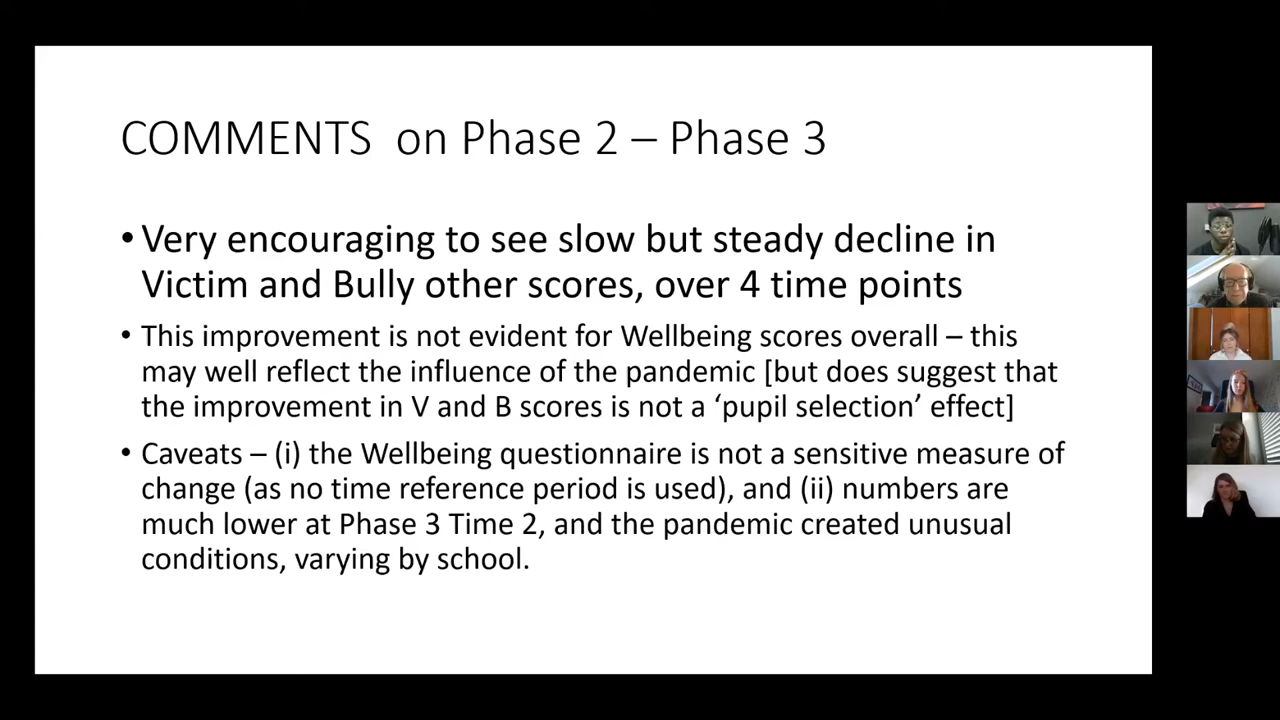 COMMENTS on Phase 2 – Phase 3
• Very encouraging to see slow but steady decline in
Victim and Bully other scores, over 4 time points
• This improvement is not evident for Wellbeing scores overall – this
may well reflect the influence of the pandemic [but does suggest that
the improvement in V and B scores is not a ‘pupil selection’ effect]
• Caveats – (i) the Wellbeing questionnaire is not a sensitive measure of
change (as no time reference period is used), and (ii) numbers are
much lower at Phase 3 Time 2, and the pandemic created unusual
conditions, varying by school.